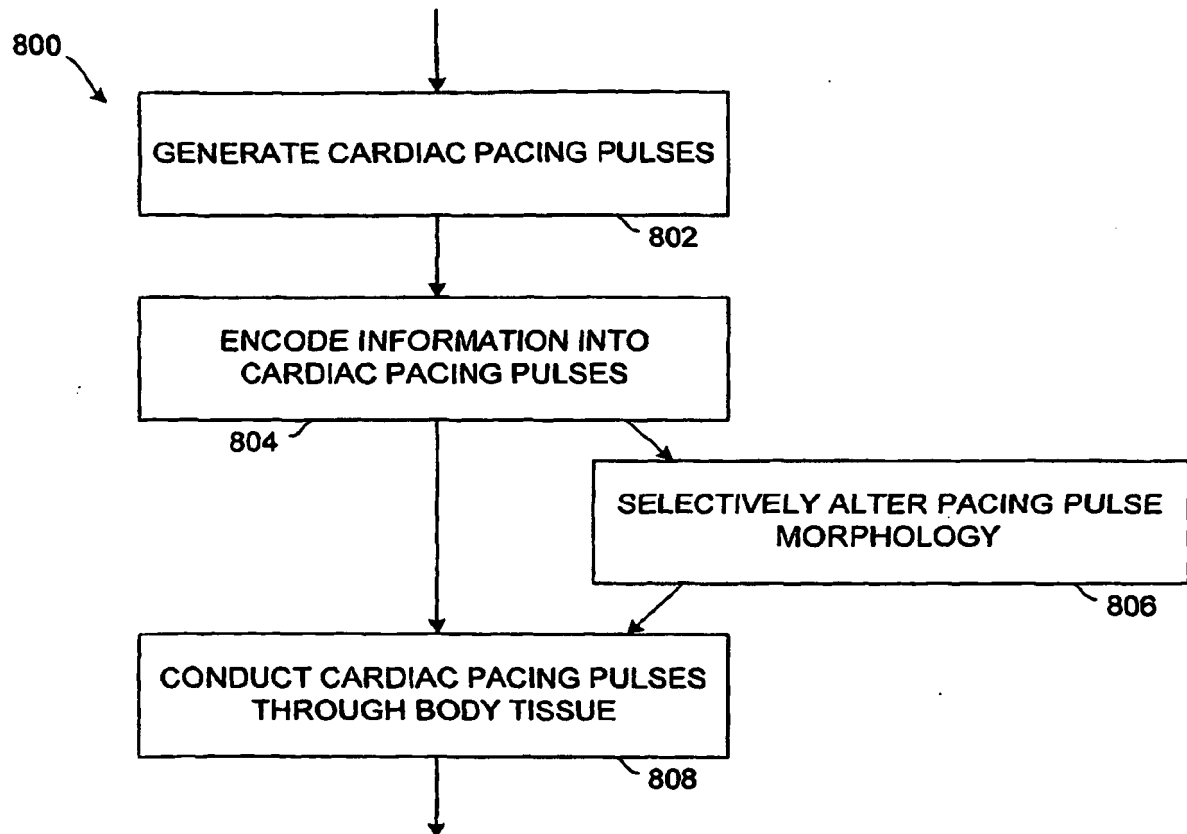 800
GENERATE CARDIAC PACING PULSES
802
ENCODE INFORMATION INTO
CARDIAC PACING PULSES
804
SELECTIVELY ALTER PACING PULSE
MORPHOLOGY
806
CONDUCT CARDIAC PACING PULSES
THROUGH BODY TISSUE
808